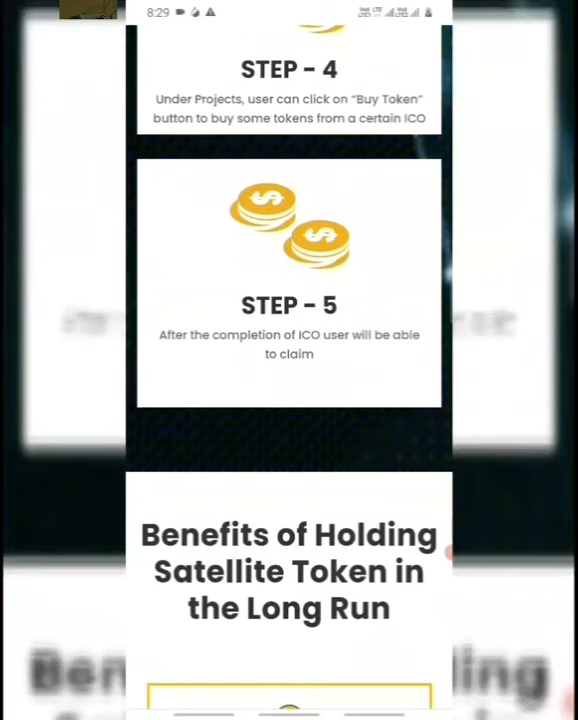 8:29
STEP - 4
Under Projects, user can click on “Buy Token”
button to buy some tokens from a certain ICO
STEP - 5
After the completion of ICO user will be able
to claim
Benefits of Holding
Satellite Token in
the Long Run